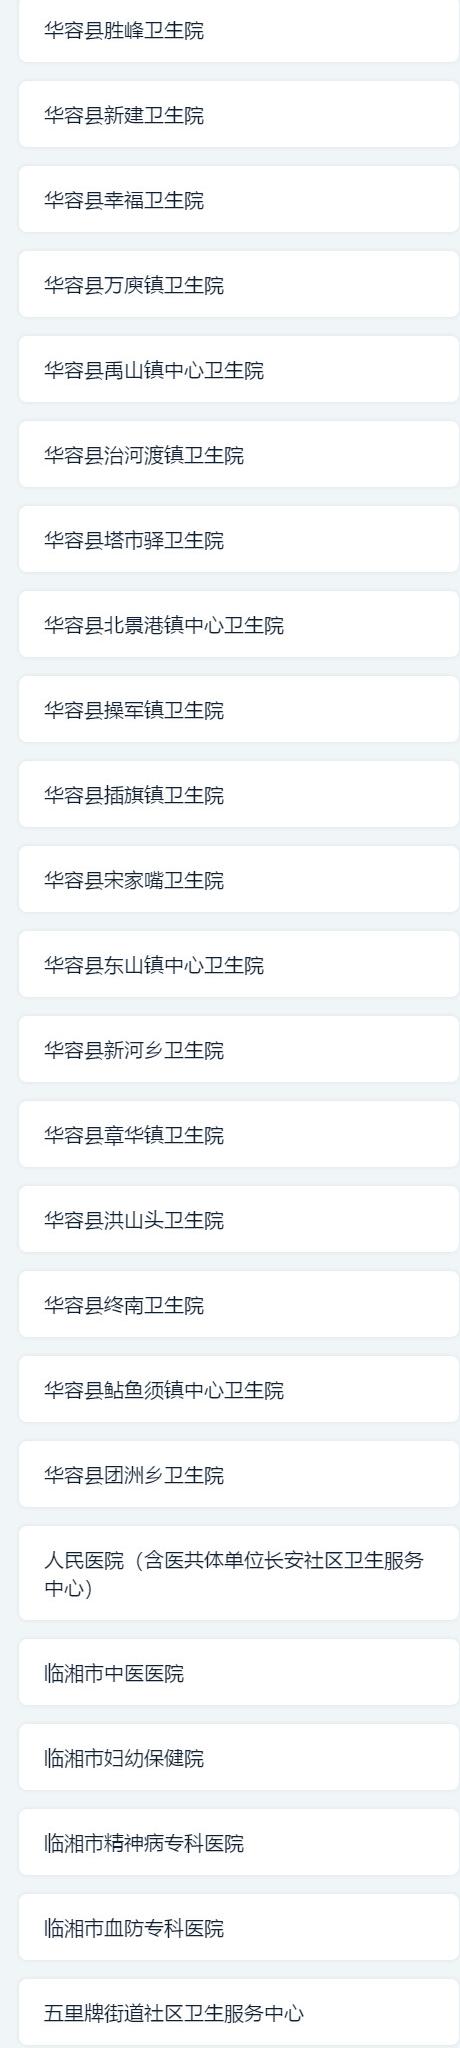 华容县胜峰卫生院
华容县新建卫生院
华容县幸福卫生院
华容县万庾镇卫生院
华容县禹山镇中心卫生院
华容县治河渡镇卫生院
华容县塔市驿卫生院
华容县北景港镇中心卫生院
华容县操军镇卫生院
华容县插旗镇卫生院
华容县宋家嘴卫生院
华容县东山镇中心卫生院
华容县新河乡卫生院
华容县章华镇卫生院
华容县洪山头卫生院
华容县终南卫生院
华容县鲇鱼须镇中心卫生院
华容县团洲乡卫生院
人民医院（含医共体单位长安社区卫生服务
中心）
临湘市中医医院
临湘市妇幼保健院
临湘市精神病专科医院
临湘市血防专科医院
五里牌街道社区卫生服务中心